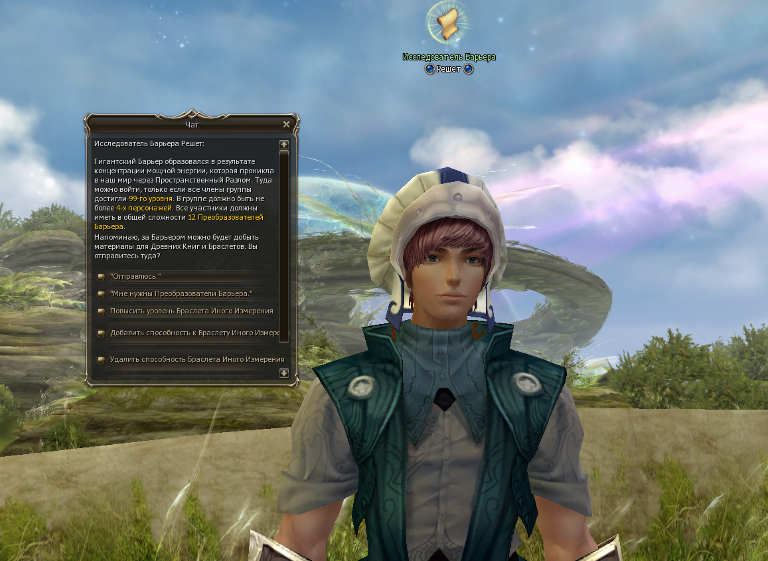 Исследователь Барьера
Решет
Чат
Исследователь Барьера Решет:
Гигантский Барьер образовался в результате
концентрации мощной энергии, которая проникла
в наш мир через Пространственный Разлом. Туда
можно войти, только если все члены группы
достигли 99-го уровня. В группе должно быть не
более 4-х персонажей. Все участники должны
иметь в общей сложности 12 Преобразователей
Барьера.
Напоминаю, за Барьером можно будет добыть
материалы для Древних Книг и Браслетов. Вы
отправитесь туда?
"Отправлюсь."
"Мне нужны Преобразователи Барьера."
Повысить уровень Браслета Иного Измерения
Добавить способность к Браслету Иного Измере
Удалить способность Браслета Иного Измерения